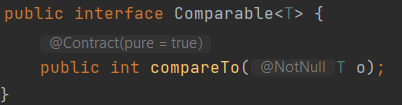 public interface Comparable<T> {
@Contract(pure = true)
public int compareTo( @NotNull T o);
}